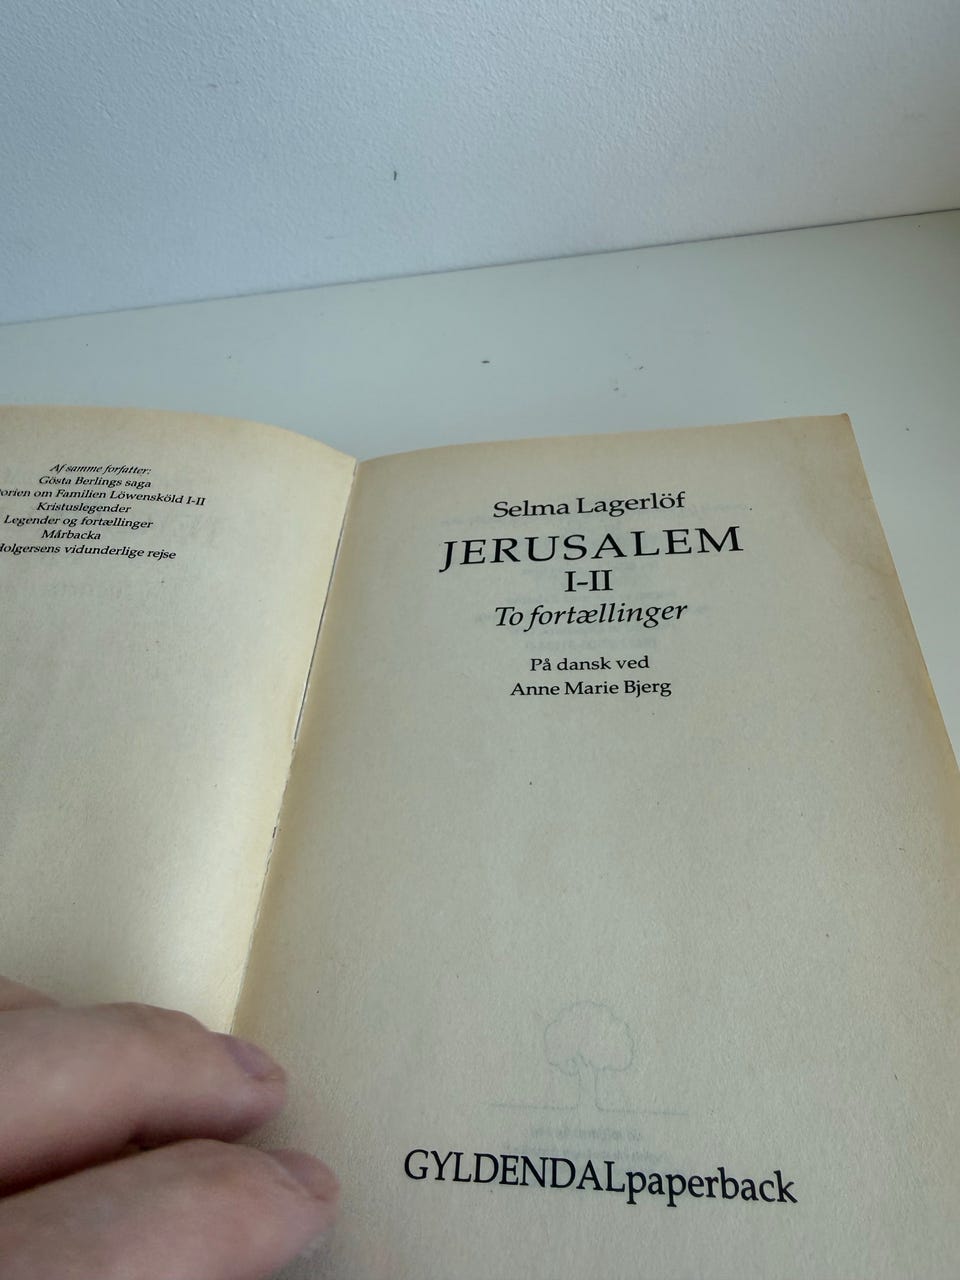 Af samme forfatter:
Gösta Berlings saga
om Familien Löwensköld I-II
Kristuslegender
Legender og fortællinger
Mårbacka
vidunderlige rejse
Selma Lagerlöf
JERUSALEM
I-II
To fortællinger
På dansk ved
Anne Marie Bjerg
GYLDENDALpaperback